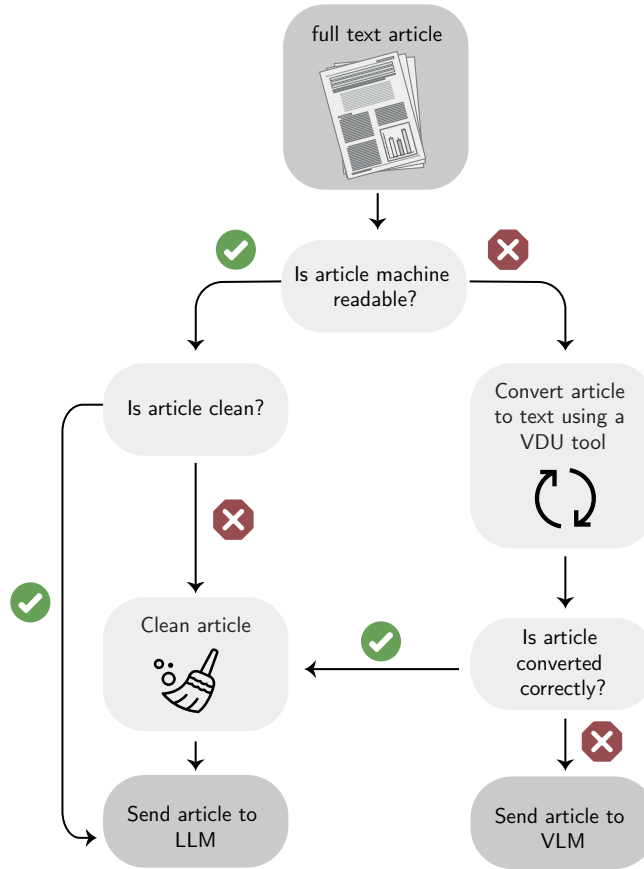 full text article
Is article machine
readable?
Is article clean?
Convert article
to text using a
VDU tool
Clean article
Is article
converted
correctly?
Send article to
LLM
Send article to
VLM